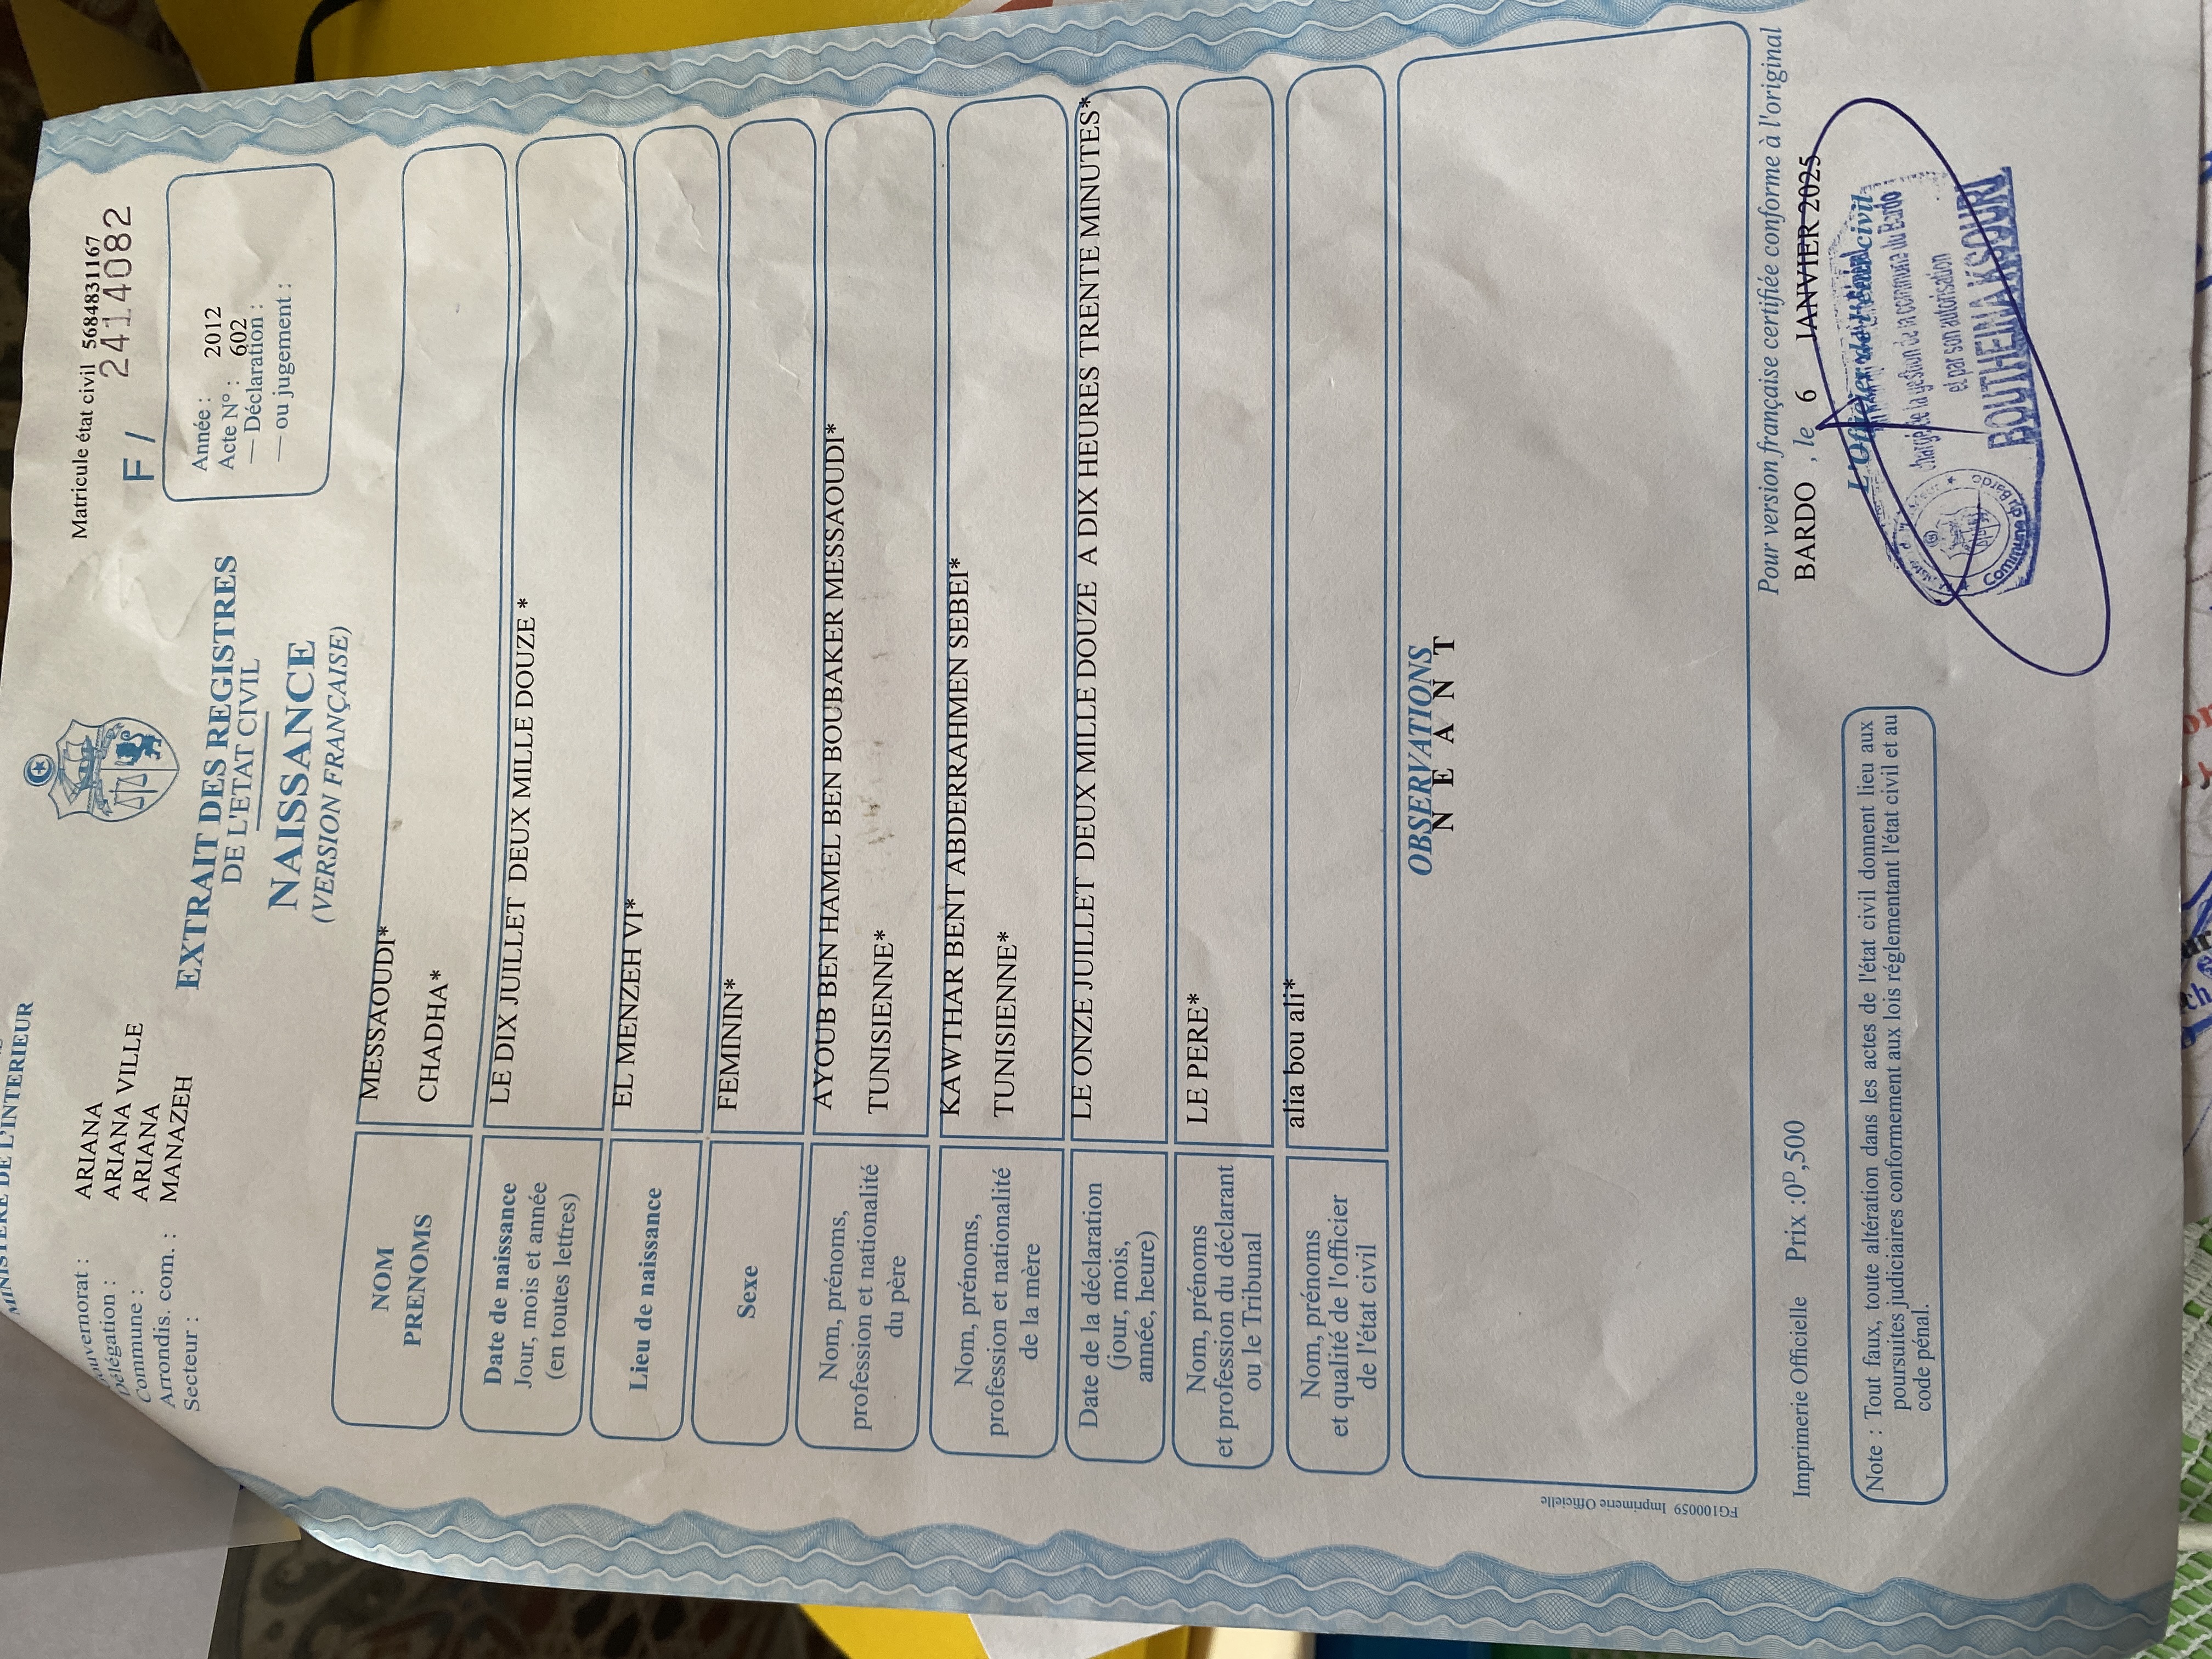 MINISTERE DE L'INTERIEUR
Gouvernorat : ARIANA
Délégation : ARIANA VILLE
Commune : ARIANA
Arrondis. com. : MANAZEH
Secteur :
Matricule état civil 5684831167
F / 2414082
EXTRAIT DES REGISTRES
DE L'ETAT CIVIL
NAISSANCE
(VERSION FRANÇAISE)
Année : 2012
Acte N° : 602
— Déclaration :
— ou jugement :
NOM MESSAOUDI*
PRENOMS CHADHA*
Date de naissance
Jour, mois et année
(en toutes lettres)
LE DIX JUILLET DEUX MILLE DOUZE *
Lieu de naissance EL MENZEH VI*
Sexe FEMININ*
Nom, prénoms,
profession et nationalité
du père
AYOUB BEN HAMEL BEN BOUBAKER MESSAOUDI*
TUNISIENNE*
Nom, prénoms,
profession et nationalité
de la mère
KAWTHAR BENT ABDERRAHMEN SEBEI*
TUNISIENNE*
Date de la déclaration
(jour, mois,
année, heure)
LE ONZE JUILLET DEUX MILLE DOUZE A DIX HEURES TRENTE MINUTES*
Nom, prénoms
et profession du déclarant
ou le Tribunal
LE PERE*
Nom, prénoms
et qualité de l'officier
de l'état civil
alia bou ali*
OBSERVATIONS
N E A N T
FG100059 Imprimerie Officielle
Imprimerie Officielle Prix :0D,500
Pour version française certifiée conforme à l'original
BARDO , le 6 JANVIER 2025
L'Officier de l'état civil
chargé de la gestion de la commune du Bardo
et par son autorisation
BOUTHEINA KSOURI
Commune du Bardo
Note : Tout faux, toute altération dans les actes de l'état civil donnent lieu aux
poursuites judiciaires conformement aux lois réglementant l'état civil et au
code pénal.